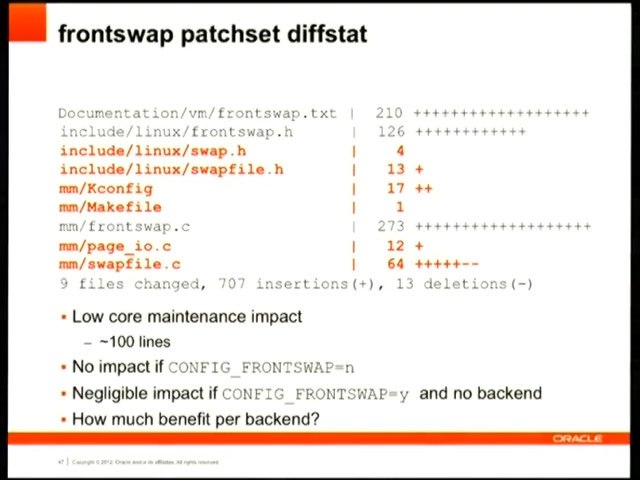 frontswap patchset diffstat
Documentation/vm/frontswap.txt | 210 +++++++++++++++++++
include/linux/frontswap.h | 126 ++++++++++++
include/linux/swap.h | 4
include/linux/swapfile.h | 13 +
mm/Kconfig | 17 ++
mm/Makefile | 1
mm/frontswap.c | 273 +++++++++++++++++++
mm/page_io.c | 12 +
mm/swapfile.c | 64 +++++--
9 files changed, 707 insertions(+), 13 deletions(-)
▪ Low core maintenance impact
– ~100 lines
▪ No impact if CONFIG_FRONTSWAP=n
▪ Negligible impact if CONFIG_FRONTSWAP=y and no backend
▪ How much benefit per backend?
ORACLE
47 | Copyright © 2012, Oracle and/or its affiliates. All rights reserved.